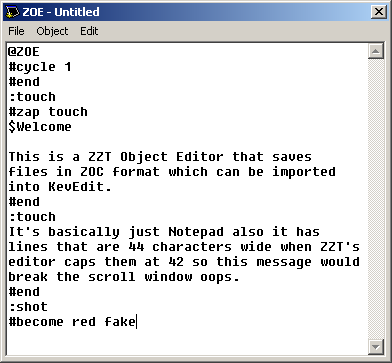 ZOE - Untitled
File Object Edit
@ZOE
#cycle 1
#end
:touch
#zap touch
$Welcome
This is a ZZT Object Editor that saves
files in ZOC format which can be imported
into KevEdit.
#end
:touch
It's basically just Notepad also it has
lines that are 44 characters wide when ZZT's
editor caps them at 42 so this message would
break the scroll window oops.
#end
:shot
#become red fake